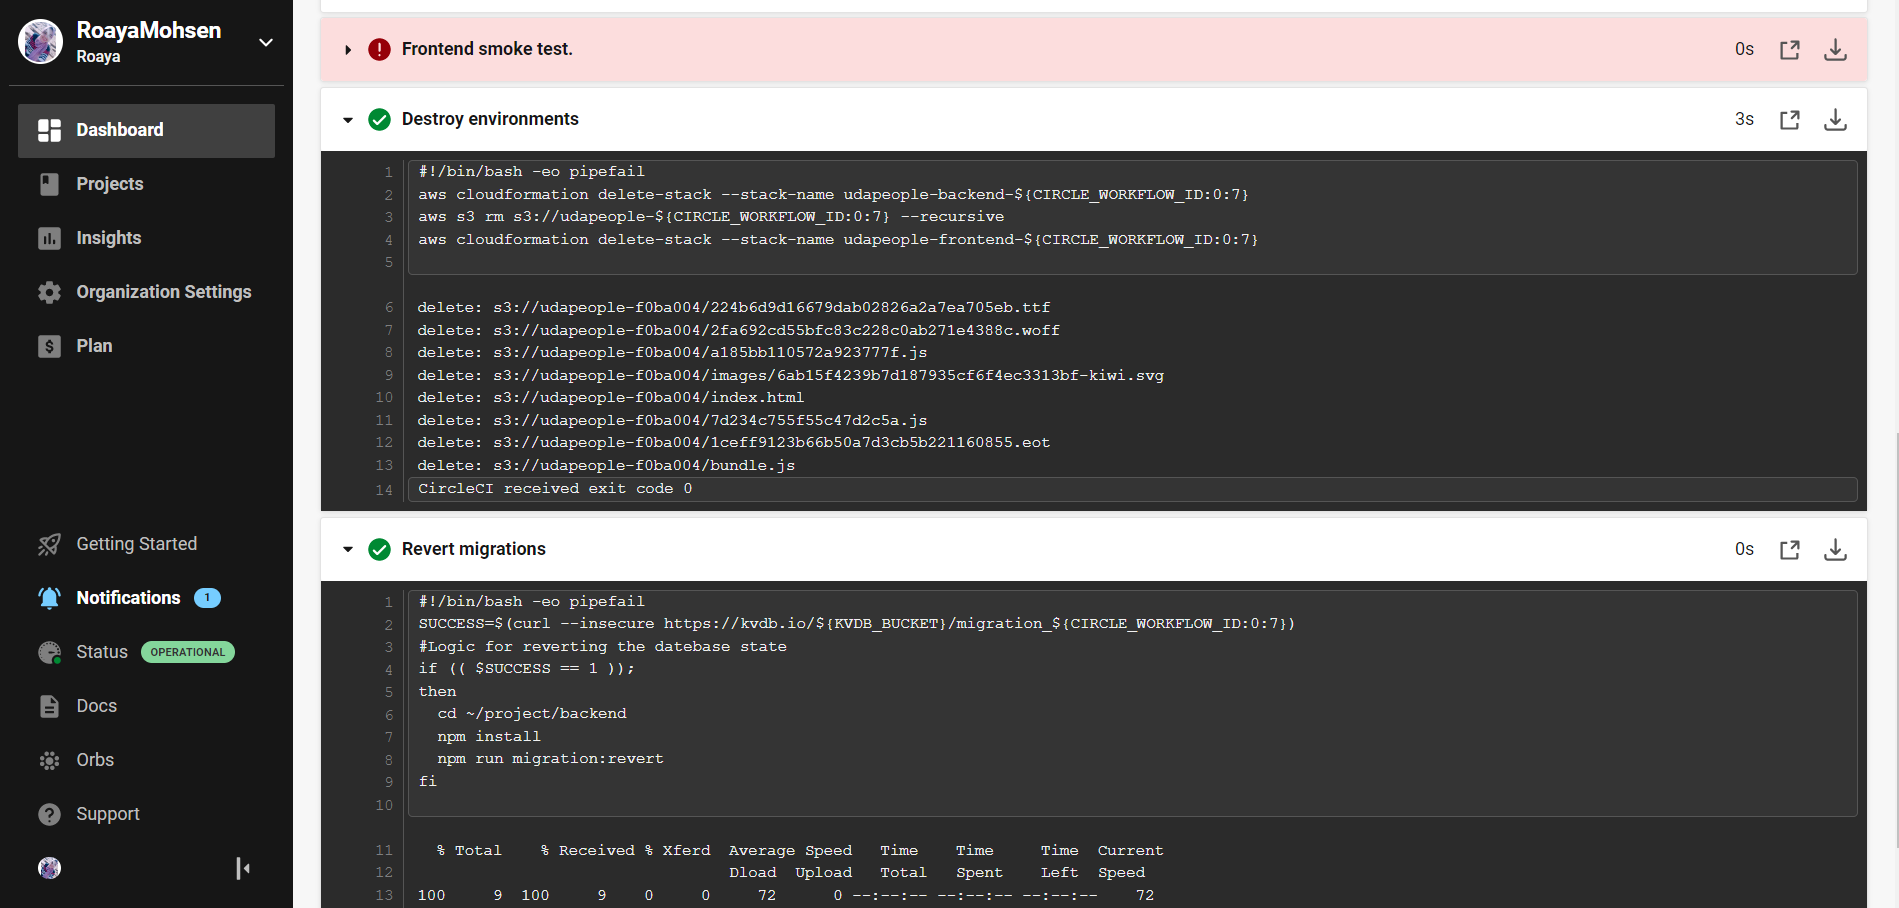 RoayaMohsen
Roaya
Dashboard
Projects
Insights
Organization Settings
Plan
Getting Started
Notifications 1
Status OPERATIONAL
Docs
Orbs
Support
Frontend smoke test. 0s
Destroy environments 3s
1 #!/bin/bash -eo pipefail
2 aws cloudformation delete-stack --stack-name udapeople-backend-${CIRCLE_WORKFLOW_ID:0:7}
3 aws s3 rm s3://udapeople-${CIRCLE_WORKFLOW_ID:0:7} --recursive
4 aws cloudformation delete-stack --stack-name udapeople-frontend-${CIRCLE_WORKFLOW_ID:0:7}
5
6 delete: s3://udapeople-f0ba004/224b6d9d16679dab02826a2a7ea705eb.ttf
7 delete: s3://udapeople-f0ba004/2fa692cd55bfc83c228c0ab271e4388c.woff
8 delete: s3://udapeople-f0ba004/a185bb110572a923777f.js
9 delete: s3://udapeople-f0ba004/images/6ab15f4239b7d187935cf6f4ec3313bf-kiwi.svg
10 delete: s3://udapeople-f0ba004/index.html
11 delete: s3://udapeople-f0ba004/7d234c755f55c47d2c5a.js
12 delete: s3://udapeople-f0ba004/1ceff9123b66b50a7d3cb5b221160855.eot
13 delete: s3://udapeople-f0ba004/bundle.js
14 CircleCI received exit code 0
Revert migrations 0s
1 #!/bin/bash -eo pipefail
2 SUCCESS=$(curl --insecure https://kvdb.io/${KVDB_BUCKET}/migration_${CIRCLE_WORKFLOW_ID:0:7})
3 #Logic for reverting the datebase state
4 if (( $SUCCESS == 1 ));
5 then
6 cd ~/project/backend
7 npm install
8 npm run migration:revert
9 fi
10
11 % Total % Received % Xferd Average Speed Time Time Time Current
12 Dload Upload Total Spent Left Speed
13 100 9 100 9 0 0 72 0 --:--:-- --:--:-- --:--:-- 72